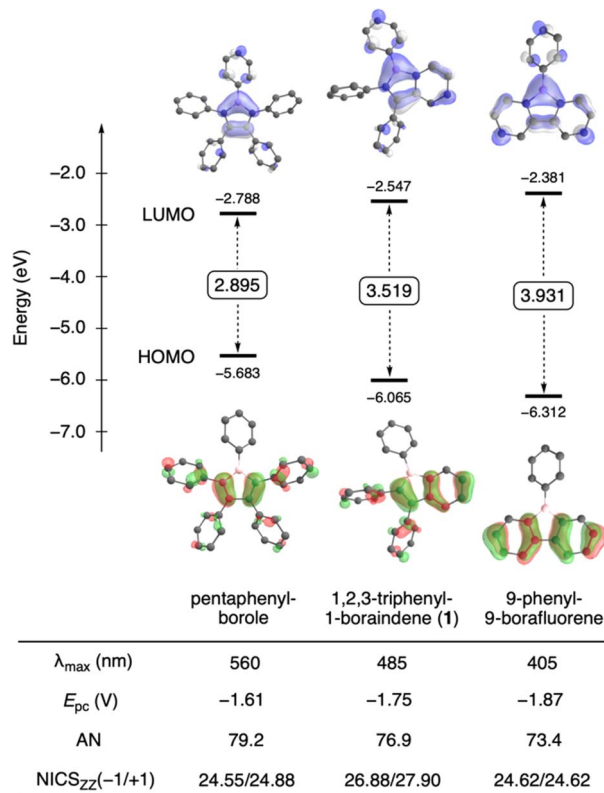 -2.0
-3.0
-4.0
-5.0
-6.0
-7.0
Energy (eV)
LUMO
HOMO
−2.788
−2.547
−2.381
2.895
3.519
3.931
−5.683
−6.065
−6.312
pentaphenyl-
borole
1,2,3-triphenyl-
1-boraindene (1)
9-phenyl-
9-borafluorene
λmax (nm) 560 485 405
Epc (V) −1.61 −1.75 −1.87
AN 79.2 76.9 73.4
NICSZZ(−1/+1) 24.55/24.88 26.88/27.90 24.62/24.62